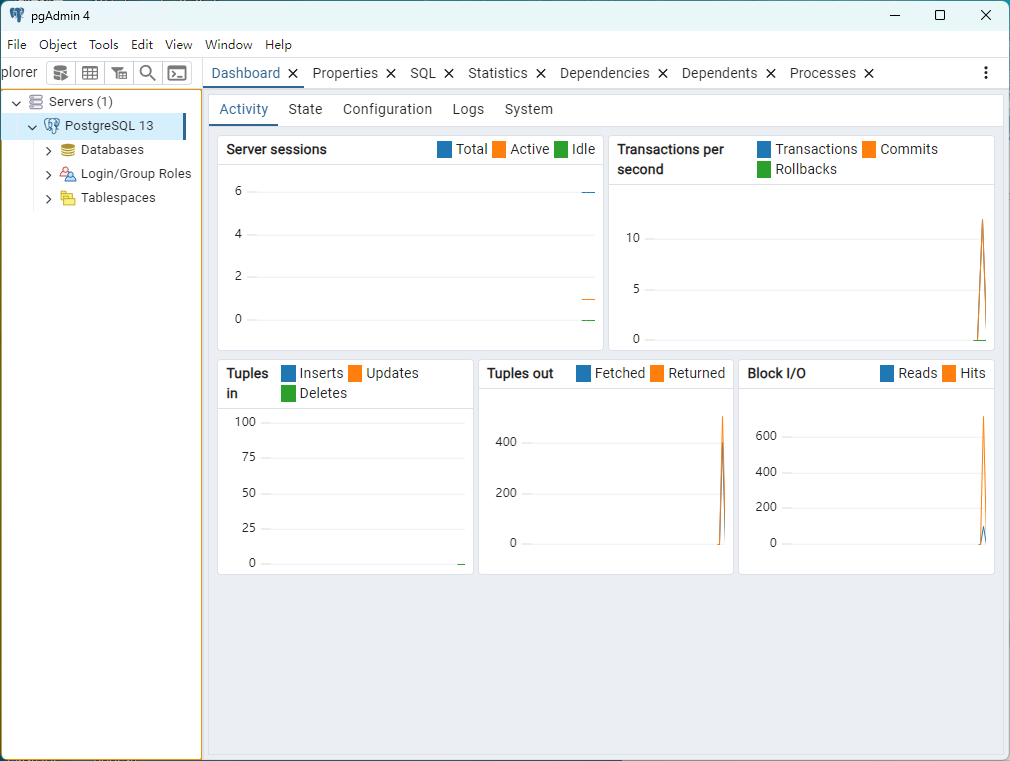 pgAdmin 4
File Object Tools Edit View Window Help
plorer
Dashboard Properties SQL Statistics Dependencies Dependents Processes
Servers (1)
PostgreSQL 13
Databases
Login/Group Roles
Tablespaces
Activity State Configuration Logs System
Server sessions Total Active Idle
6
4
2
0
Transactions per second
Transactions Commits
Rollbacks
10
5
0
Tuples in
Inserts Updates
Deletes
100
75
50
25
0
Tuples out Fetched Returned
400
200
0
Block I/O Reads Hits
600
400
200
0